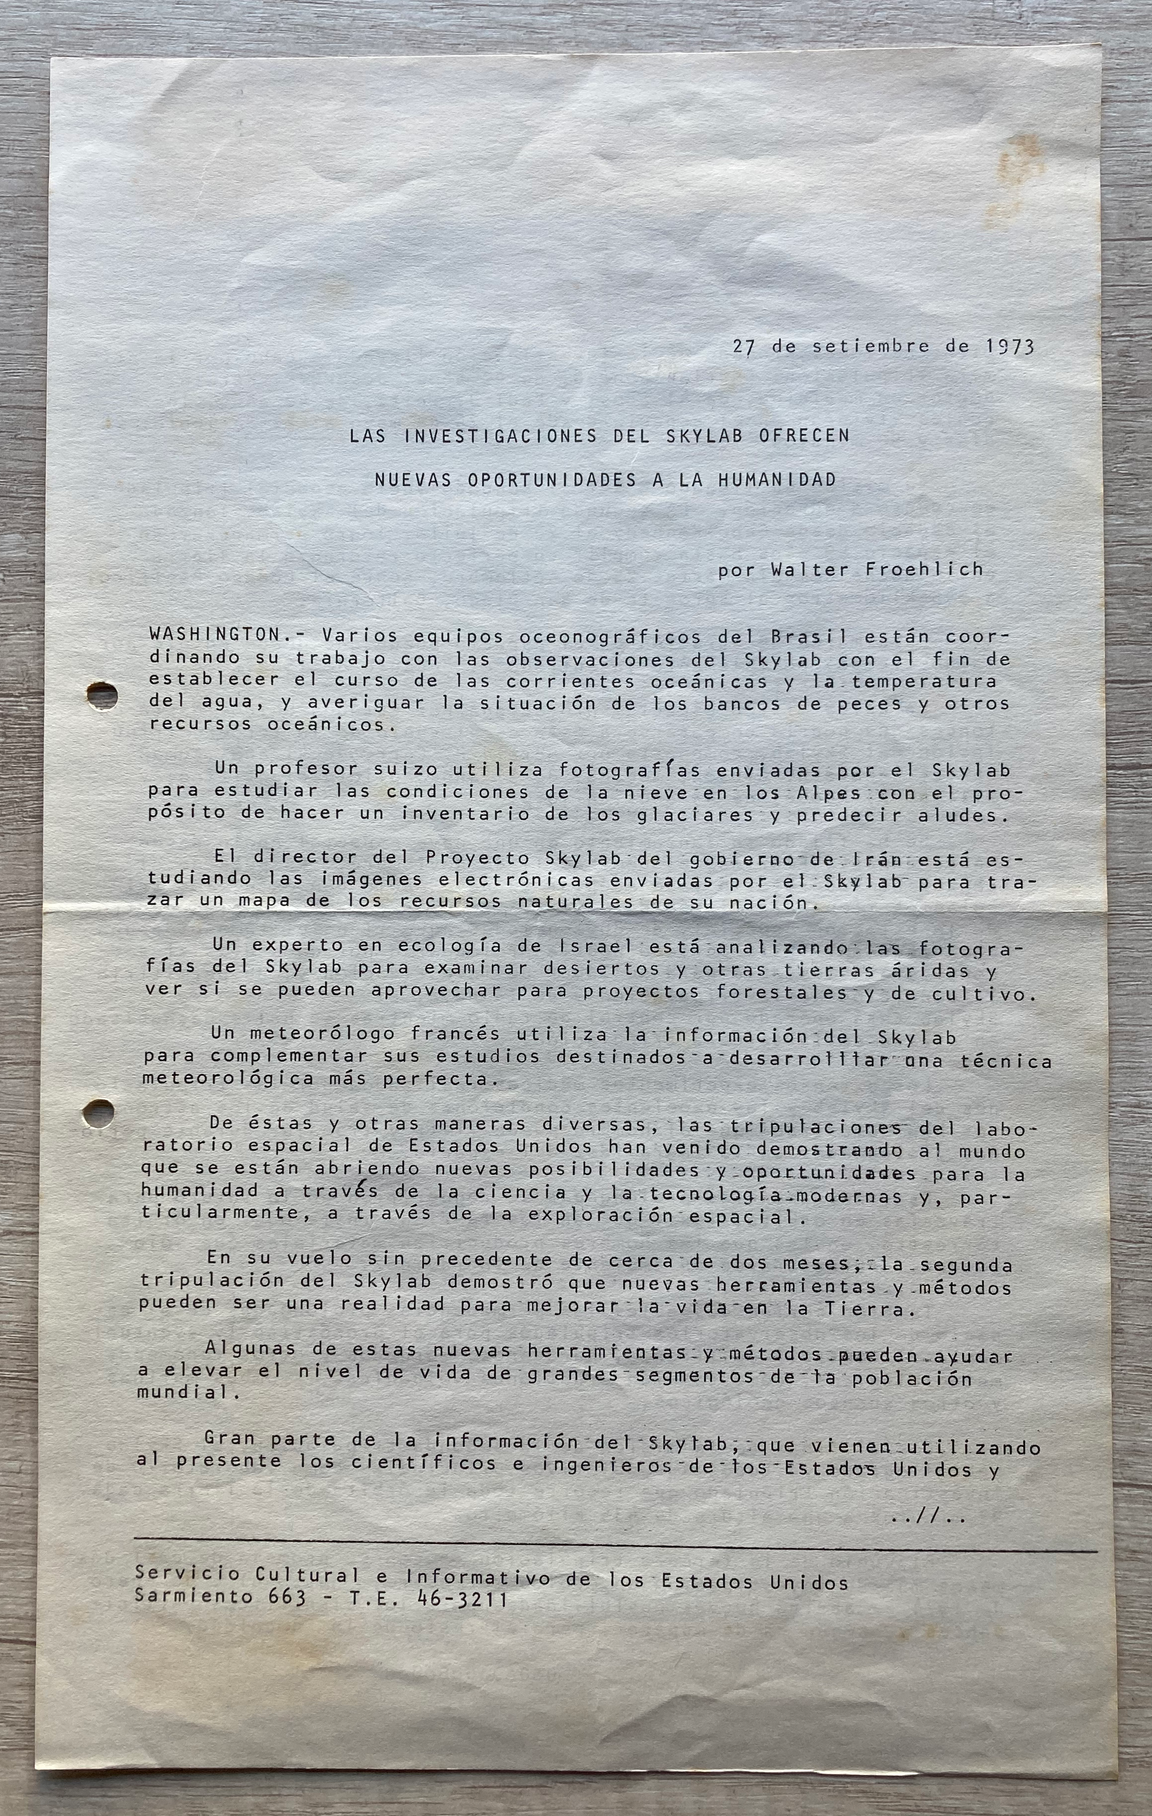 27 de setiembre de 1973
LAS INVESTIGACIONES DEL SKYLAB OFRECEN
NUEVAS OPORTUNIDADES A LA HUMANIDAD
por Walter Froehlich
WASHINGTON.- Varios equipos oceonográficos del Brasil están coor-
dinando su trabajo con las observaciones del Skylab con el fin de
establecer el curso de las corrientes oceánicas y la temperatura
del agua, y averiguar la situación de los bancos de peces y otros
recursos oceánicos.
Un profesor suizo utiliza fotografías enviadas por el Skylab
para estudiar las condiciones de la nieve en los Alpes con el pro-
pósito de hacer un inventario de los glaciares y predecir aludes.
El director del Proyecto Skylab del gobierno de Irán está es-
tudiando las imágenes electrónicas enviadas por el Skylab para tra-
zar un mapa de los recursos naturales de su nación.
Un experto en ecología de Israel está analizando las fotogra-
fías del Skylab para examinar desiertos y otras tierras áridas y
ver si se pueden aprovechar para proyectos forestales y de cultivo.
Un meteorólogo francés utiliza la información del Skylab
para complementar sus estudios destinados a desarrolllar una técnica
meteorológica más perfecta.
De éstas y otras maneras diversas, las tripulaciones del labo-
ratorio espacial de Estados Unidos han venido demostrando al mundo
que se están abriendo nuevas posibilidades y oportunidades para la
humanidad a través de la ciencia y la tecnología modernas y, par-
ticularmente, a través de la exploración espacial.
En su vuelo sin precedente de cerca de dos meses, la segunda
tripulación del Skylab demostró que nuevas herramientas y métodos
pueden ser una realidad para mejorar la vida en la Tierra.
Algunas de estas nuevas herramientas y métodos pueden ayudar
a elevar el nivel de vida de grandes segmentos de la población
mundial.
Gran parte de la información del Skylab, que vienen utilizando
al presente los científicos e ingenieros de los Estados Unidos y
..//..
Servicio Cultural e Informativo de los Estados Unidos
Sarmiento 663 - T.E. 46-3211